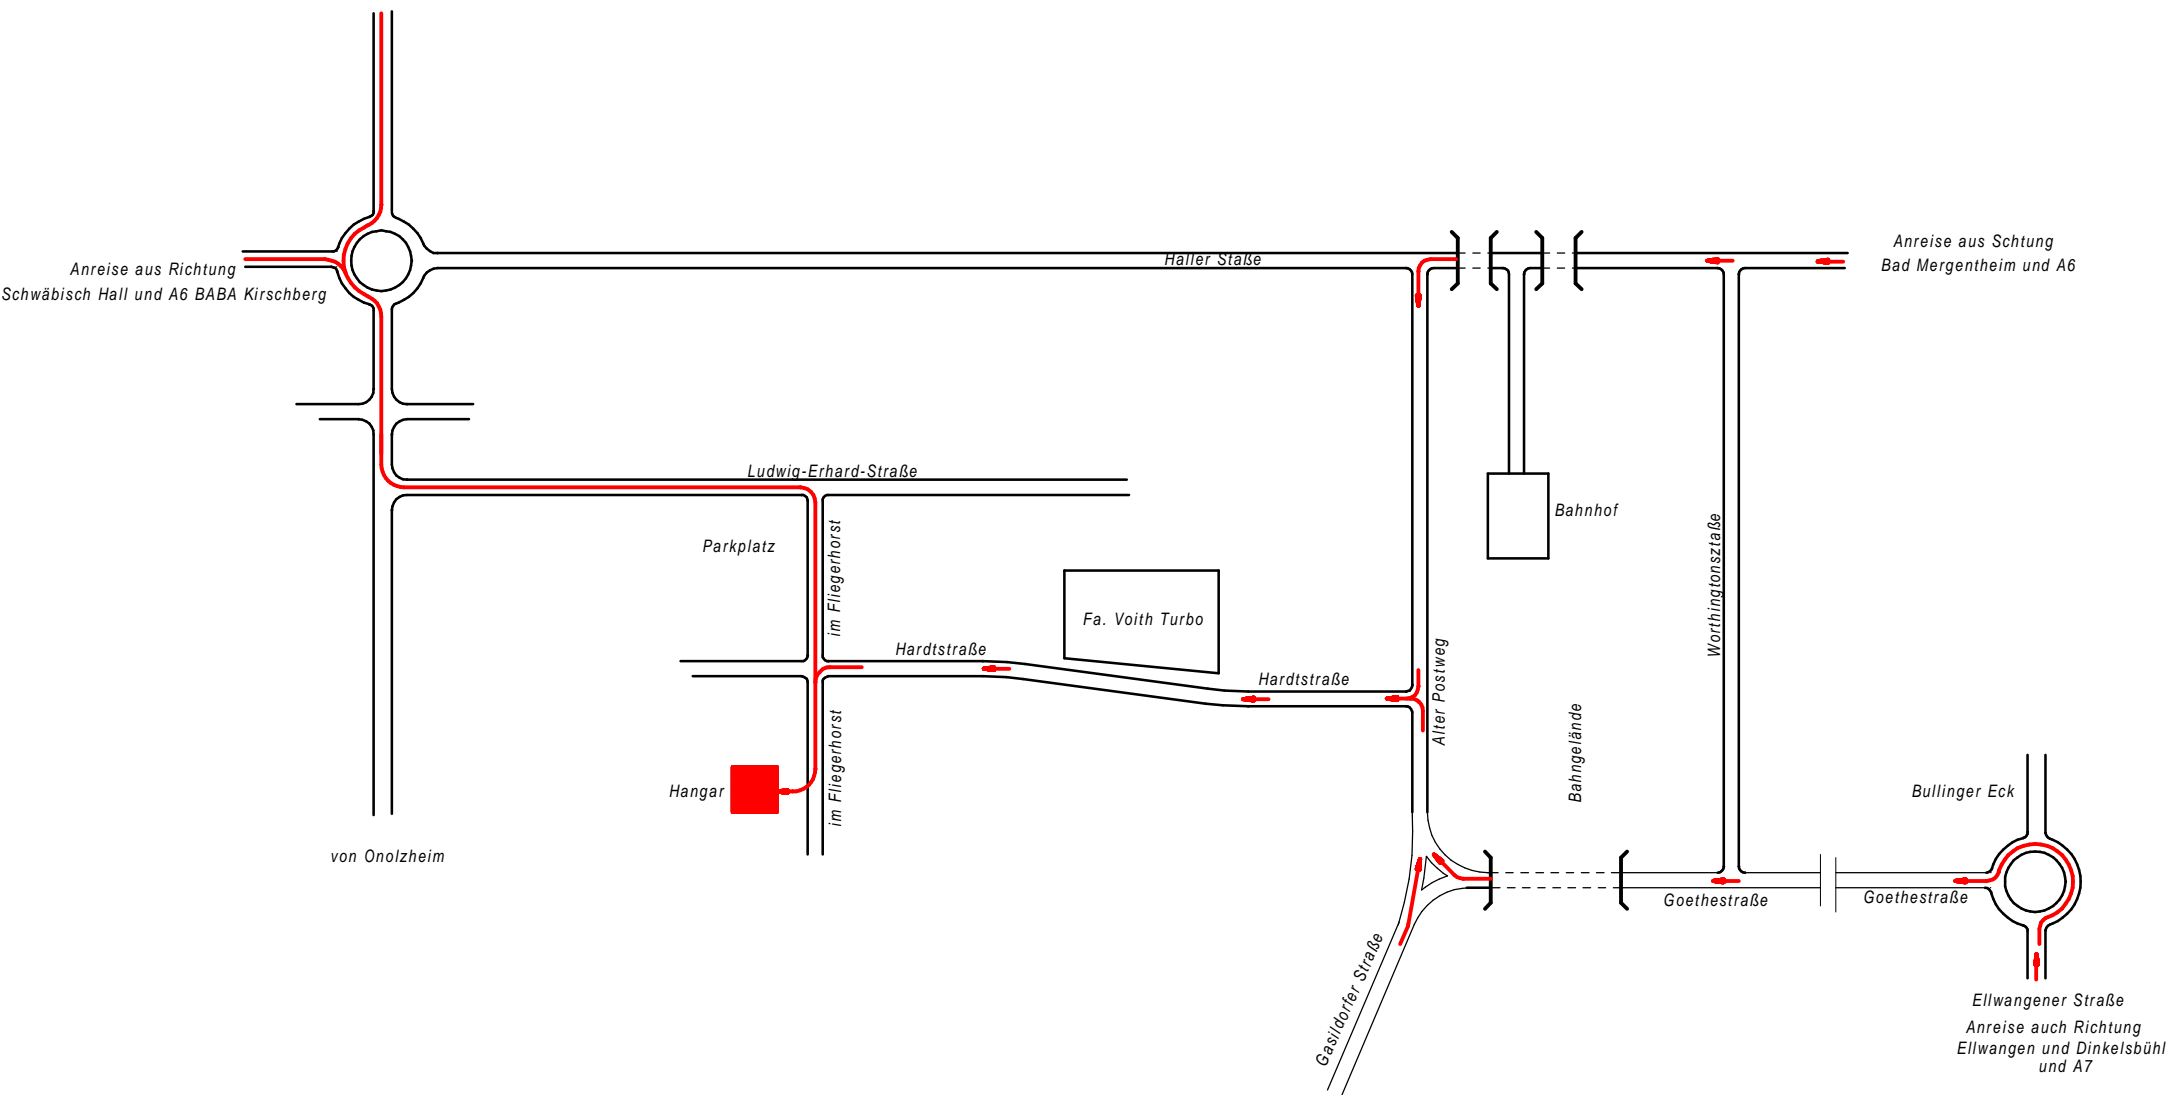 Anreise aus Schtung
Bad Mergentheim und A6
Haller Staße
Anreise aus Richtung
Schwäbisch Hall und A6 BABA Kirschberg
Ludwig-Erhard-Straße
Bahnhof
Parkplatz
im Fliegerhorst
Worthingtonsztaße
Fa. Voith Turbo
Hardtstraße
Hardtstraße
Alter Postweg
Bahngelände
Hangar
im Fliegerhorst
Bullinger Eck
von Onolzheim
Goethestraße
Goethestraße
Gasildorfer Straße
Ellwangener Straße
Anreise auch Richtung
Ellwangen und Dinkelsbühl
und A7